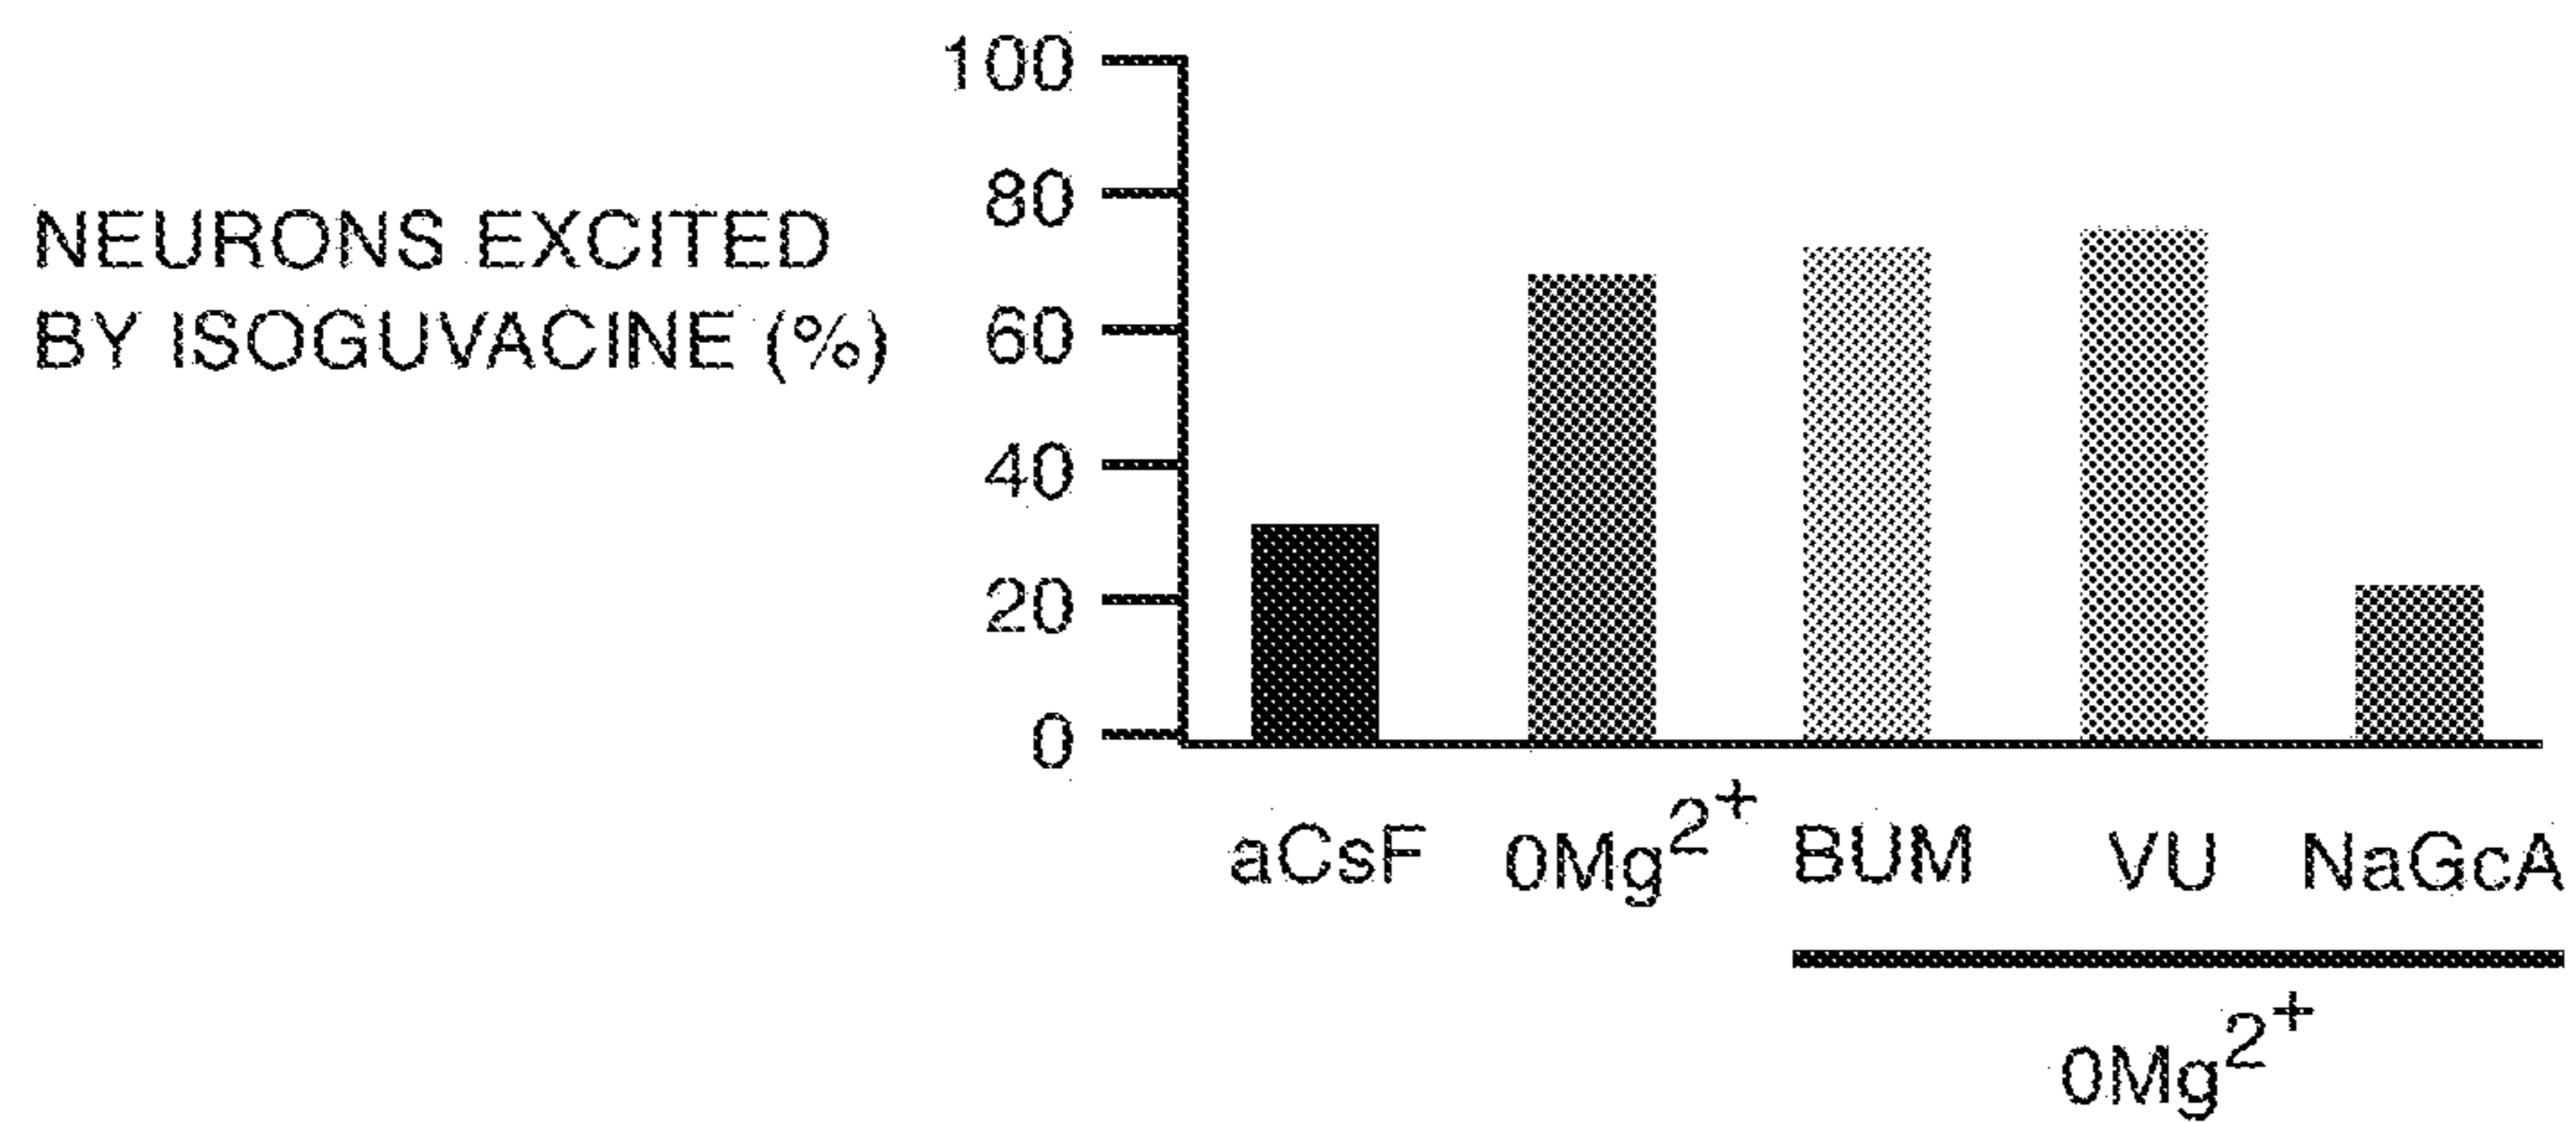 100
80
NEURONS EXCITED
BY ISOGUVACINE (%)
60
40
20
0
aCsF 0Mg²⁺ BUM VU NaGcA
0Mg²⁺